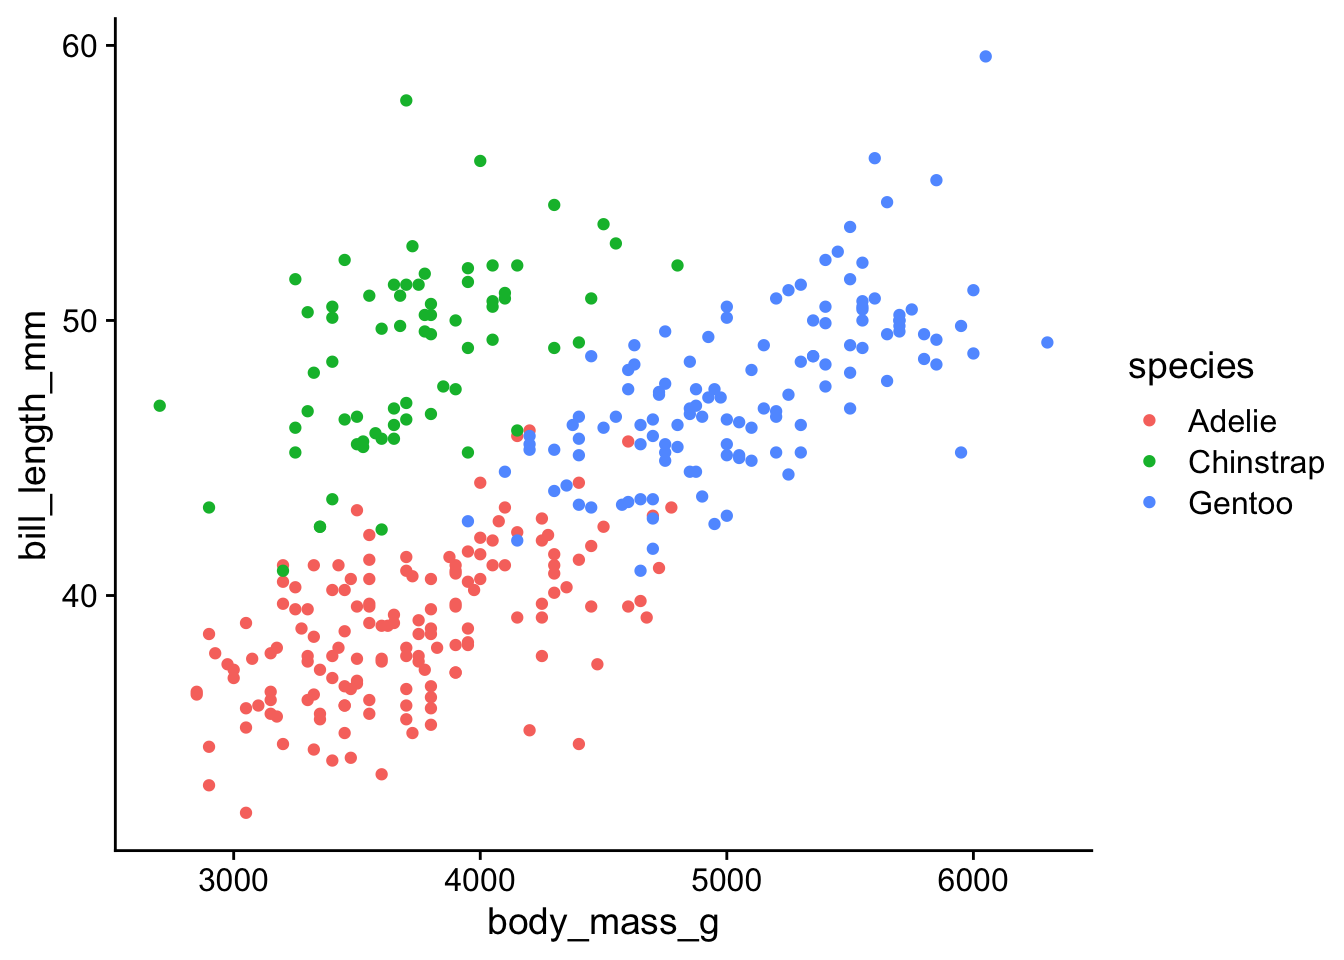 60
50
40
bill_length_mm
3000 4000 5000 6000
body_mass_g
species
Adelie
Chinstrap
Gentoo